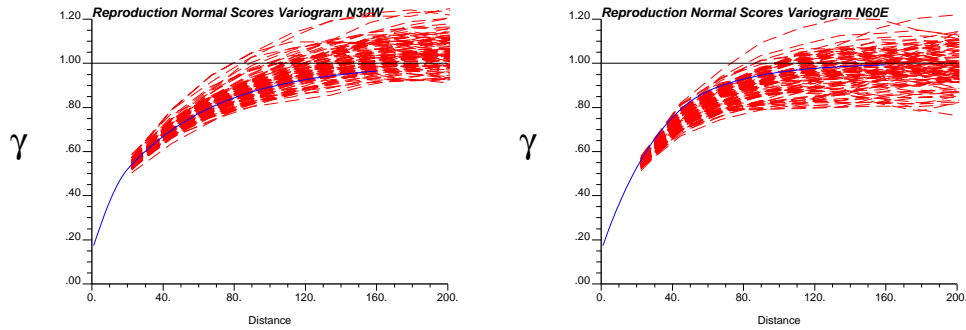 Reproduction Normal Scores Variogram N30W
1.20
1.00
.80
.60
.40
.20
.00
γ
0. 40. 80. 120. 160. 200.
Distance
Reproduction Normal Scores Variogram N60E
1.20
1.00
.80
.60
.40
.20
.00
γ
0. 40. 80. 120. 160. 200.
Distance